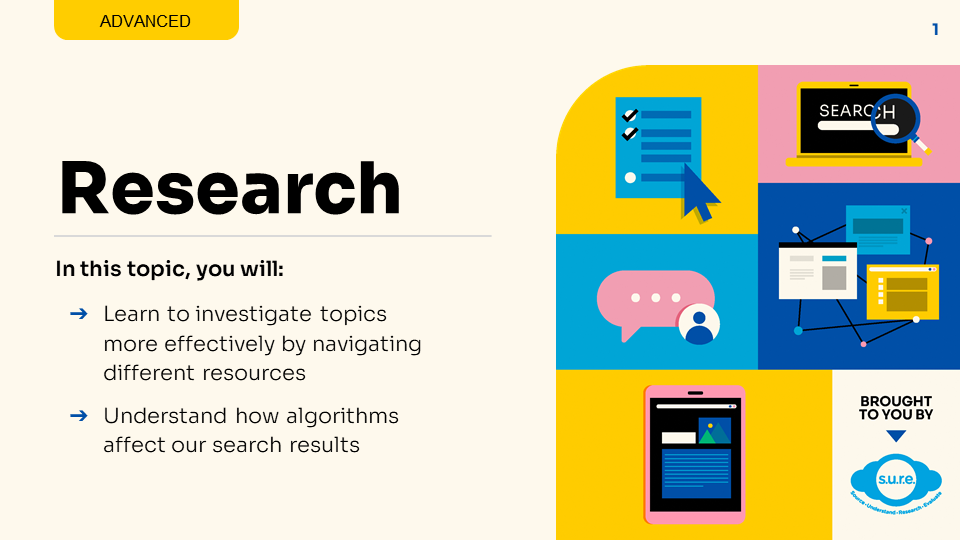 ADVANCED
1
Research
In this topic, you will:
➔ Learn to investigate topics
more effectively by navigating
different resources
➔ Understand how algorithms
affect our search results
SEARCH
BROUGHT
TO YOU BY
s.u.r.e.
Source • Understand • Research • Evaluate